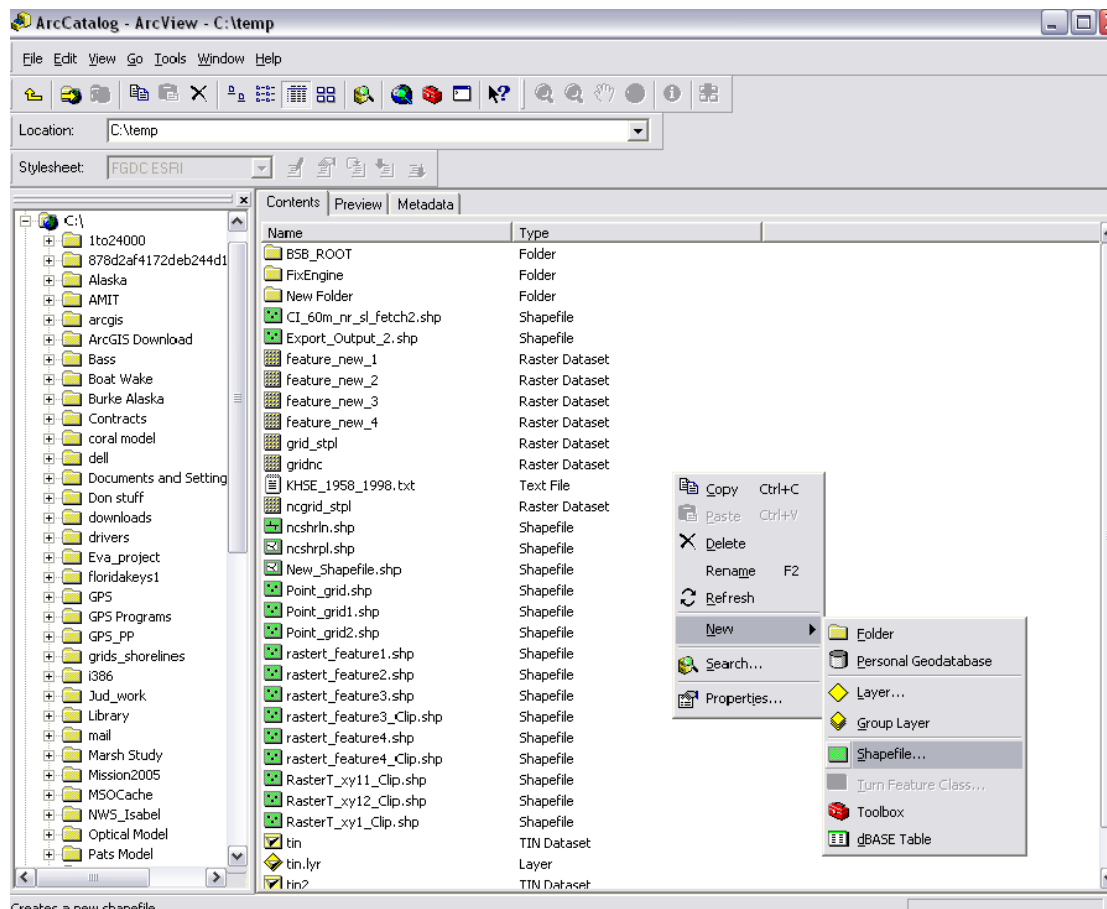 ArcCatalog - ArcView - C:\temp
File Edit View Go Tools Window Help
Location: C:\temp
Stylesheet: FGDC ESRI
C:\
1to24000
878d2af4172deb244d1
Alaska
AMIT
arcgis
ArcGIS Download
Bass
Boat Wake
Burke Alaska
Contracts
coral model
dell
Documents and Setting
Don stuff
downloads
drivers
Eva_project
floridakeys1
GPS
GPS Programs
GPS_PP
grids_shorelines
i386
Jud_work
Library
mail
Marsh Study
Mission2005
MSOCache
NWS_Isabel
Optical Model
Pats Model
Contents Preview Metadata
Name Type
BSB_ROOT Folder
FixEngine Folder
New Folder Folder
CI_60m_nr_sl_fetch2.shp Shapefile
Export_Output_2.shp Shapefile
feature_new_1 Raster Dataset
feature_new_2 Raster Dataset
feature_new_3 Raster Dataset
feature_new_4 Raster Dataset
grid_stpl Raster Dataset
gridnc Raster Dataset
KHSE_1958_1998.txt Text File
ncgrid_stpl Raster Dataset
ncshrln.shp Shapefile
ncshrpl.shp Shapefile
New_Shapefile.shp Shapefile
Point_grid.shp Shapefile
Point_grid1.shp Shapefile
Point_grid2.shp Shapefile
rastert_feature1.shp Shapefile
rastert_feature2.shp Shapefile
rastert_feature3.shp Shapefile
rastert_feature3_Clip.shp Shapefile
rastert_feature4.shp Shapefile
rastert_feature4_Clip.shp Shapefile
RasterT_xy11_Clip.shp Shapefile
RasterT_xy12_Clip.shp Shapefile
RasterT_xy1_Clip.shp Shapefile
tin TIN Dataset
tin.lyr Layer
tin2 TIN Dataset
Copy Ctrl+C
Paste Ctrl+V
Delete
Rename F2
Refresh
New
Search...
Properties...
Folder
Personal Geodatabase
Layer...
Group Layer
Shapefile...
Turn Feature Class...
Toolbox
dBASE Table
Creates a new shapefile